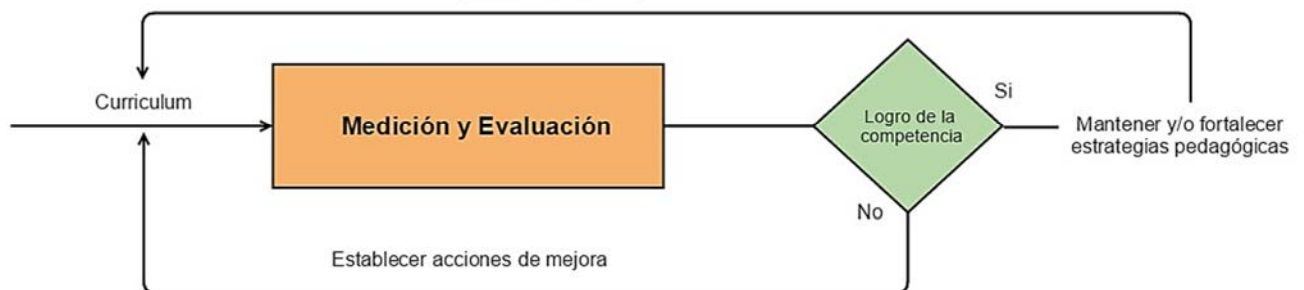 Curriculum
Medición y Evaluación
Logro de la
competencia
Si
Mantener y/o fortalecer
estrategias pedagógicas
No
Establecer acciones de mejora